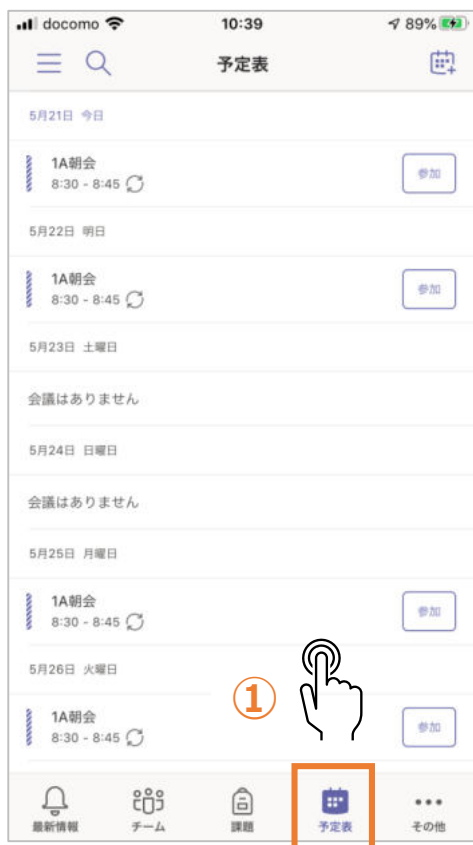 docomo 10:39 89%
予定表
5月21日 今日
1A朝会
8:30 - 8:45
参加
5月22日 明日
1A朝会
8:30 - 8:45
参加
5月23日 土曜日
会議はありません
5月24日 日曜日
会議はありません
5月25日 月曜日
1A朝会
8:30 - 8:45
参加
5月26日 火曜日
①
1A朝会
8:30 - 8:45
参加
最新情報 チーム 課題 予定表 その他